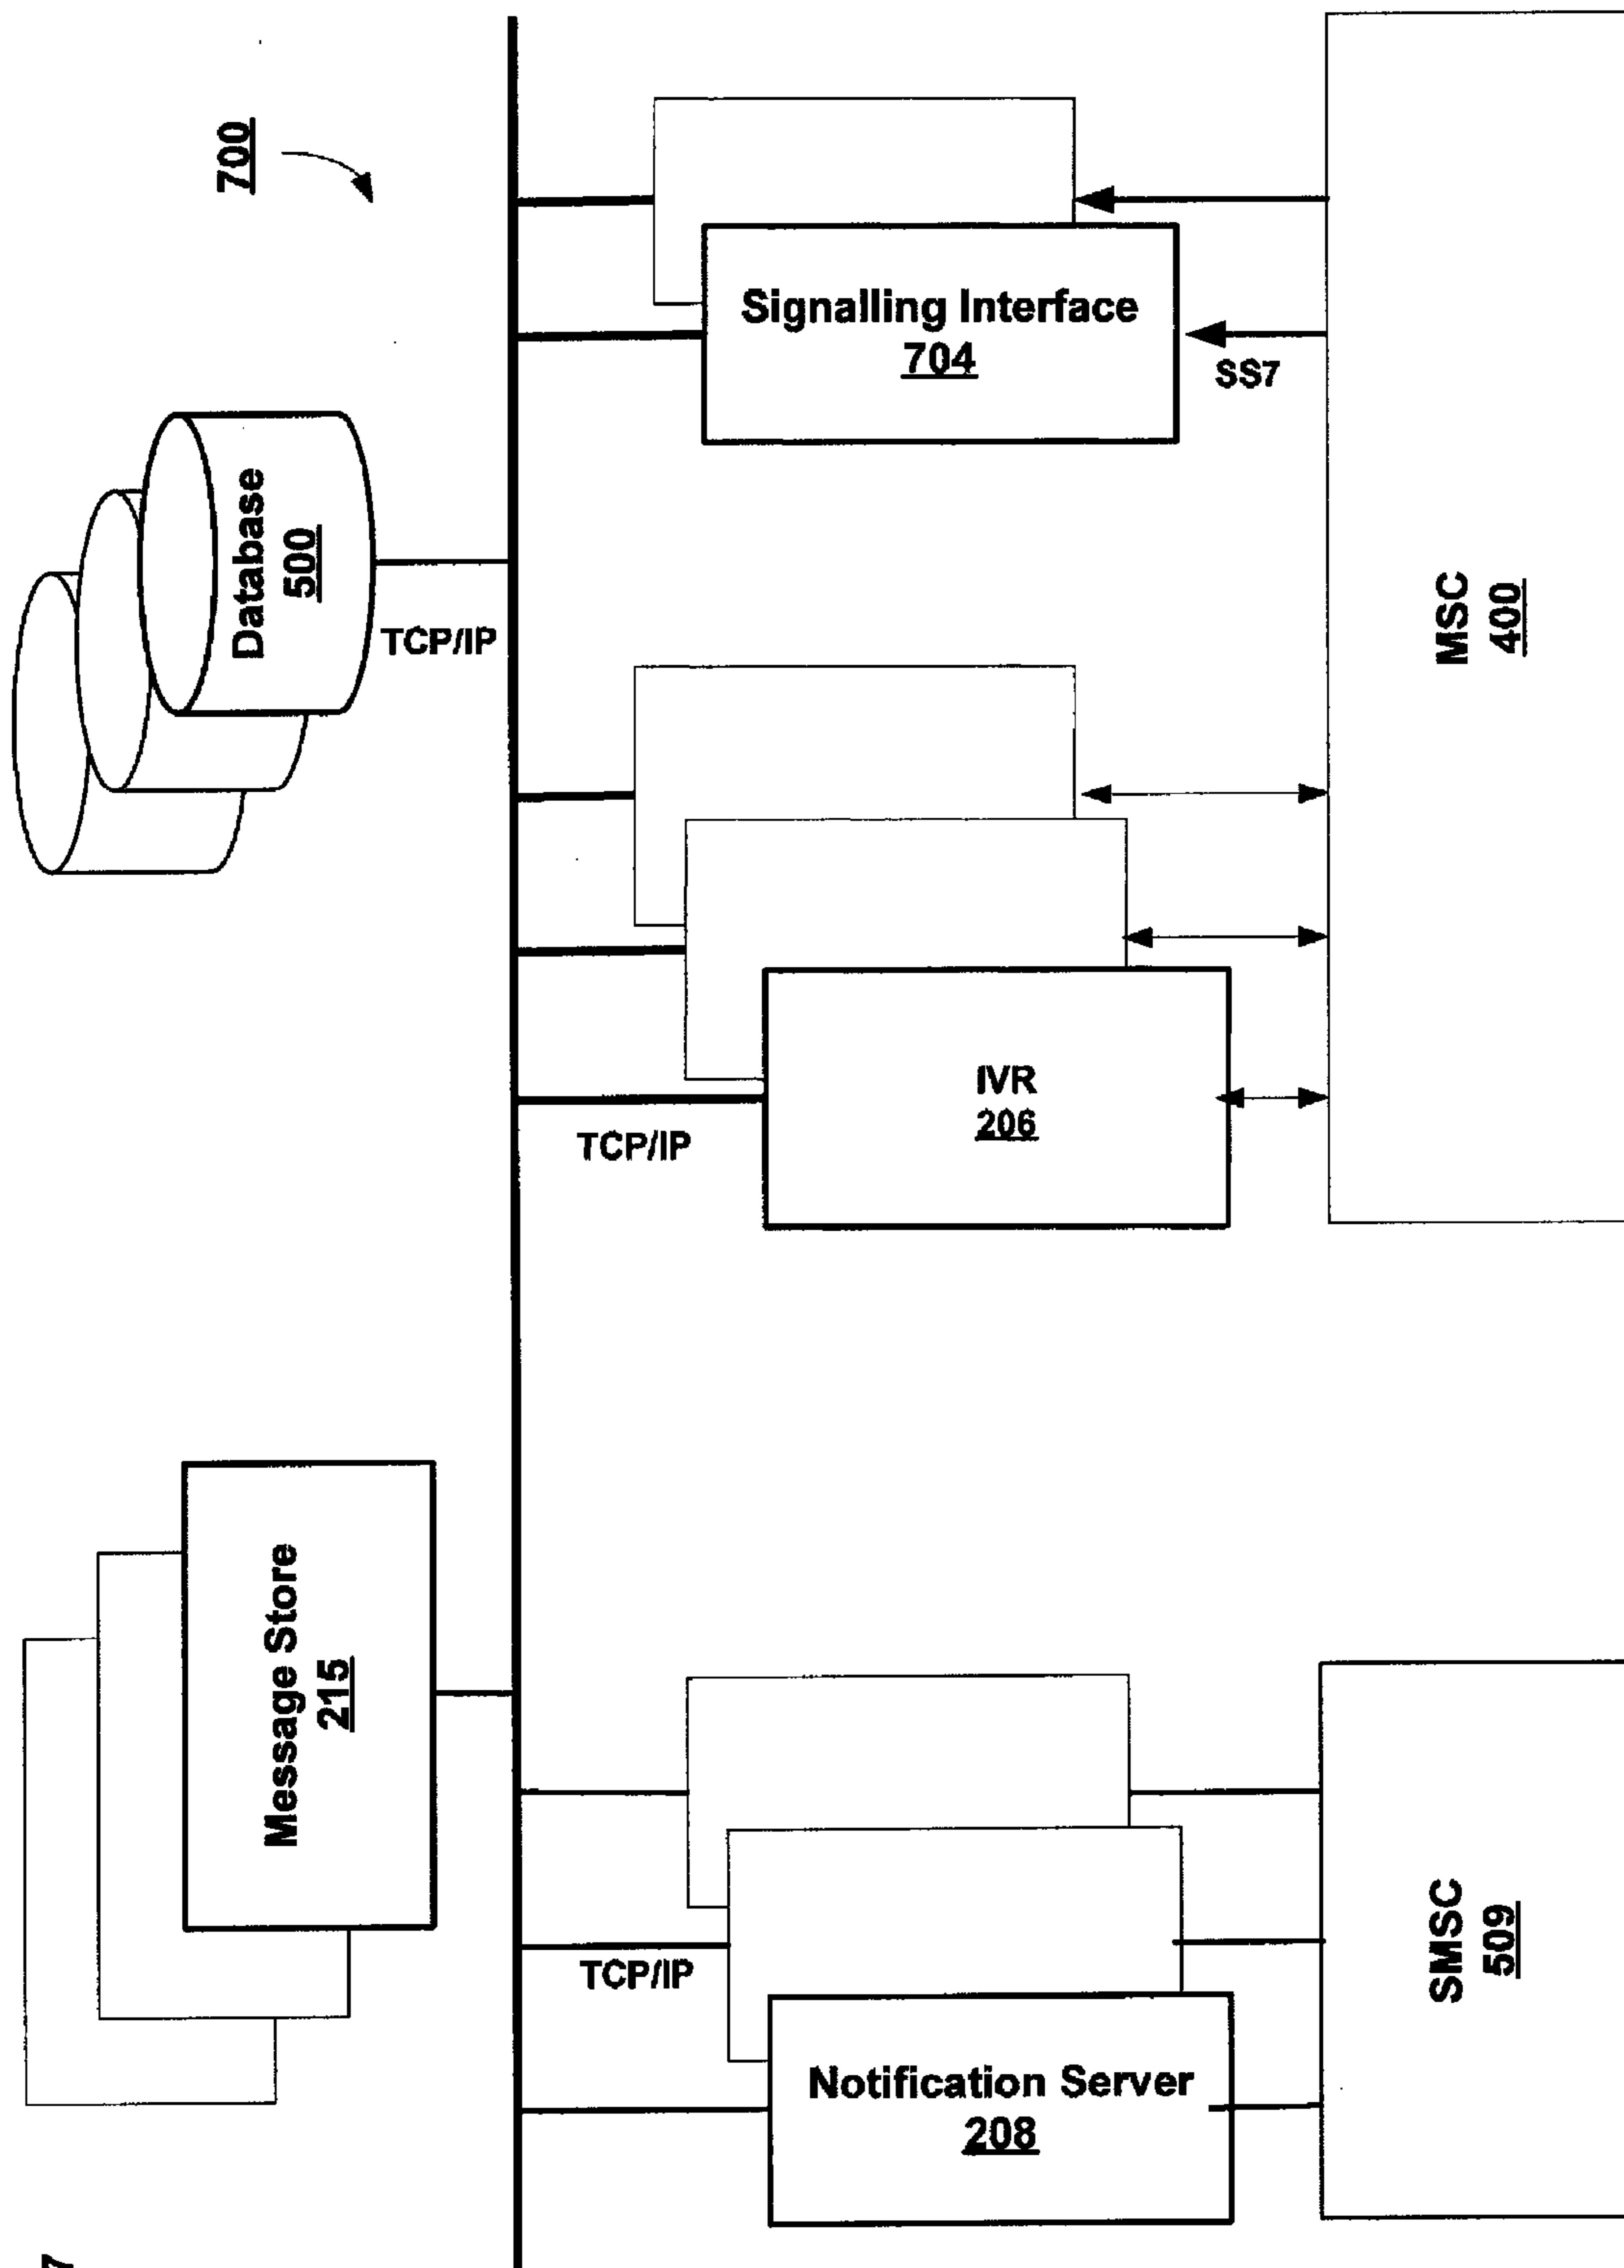 700
Database
500
TCP/IP
Signalling Interface
704
SS7
MSC
400
IVR
206
TCP/IP
Message Store
215
TCP/IP
Notification Server
208
SMSC
509
7